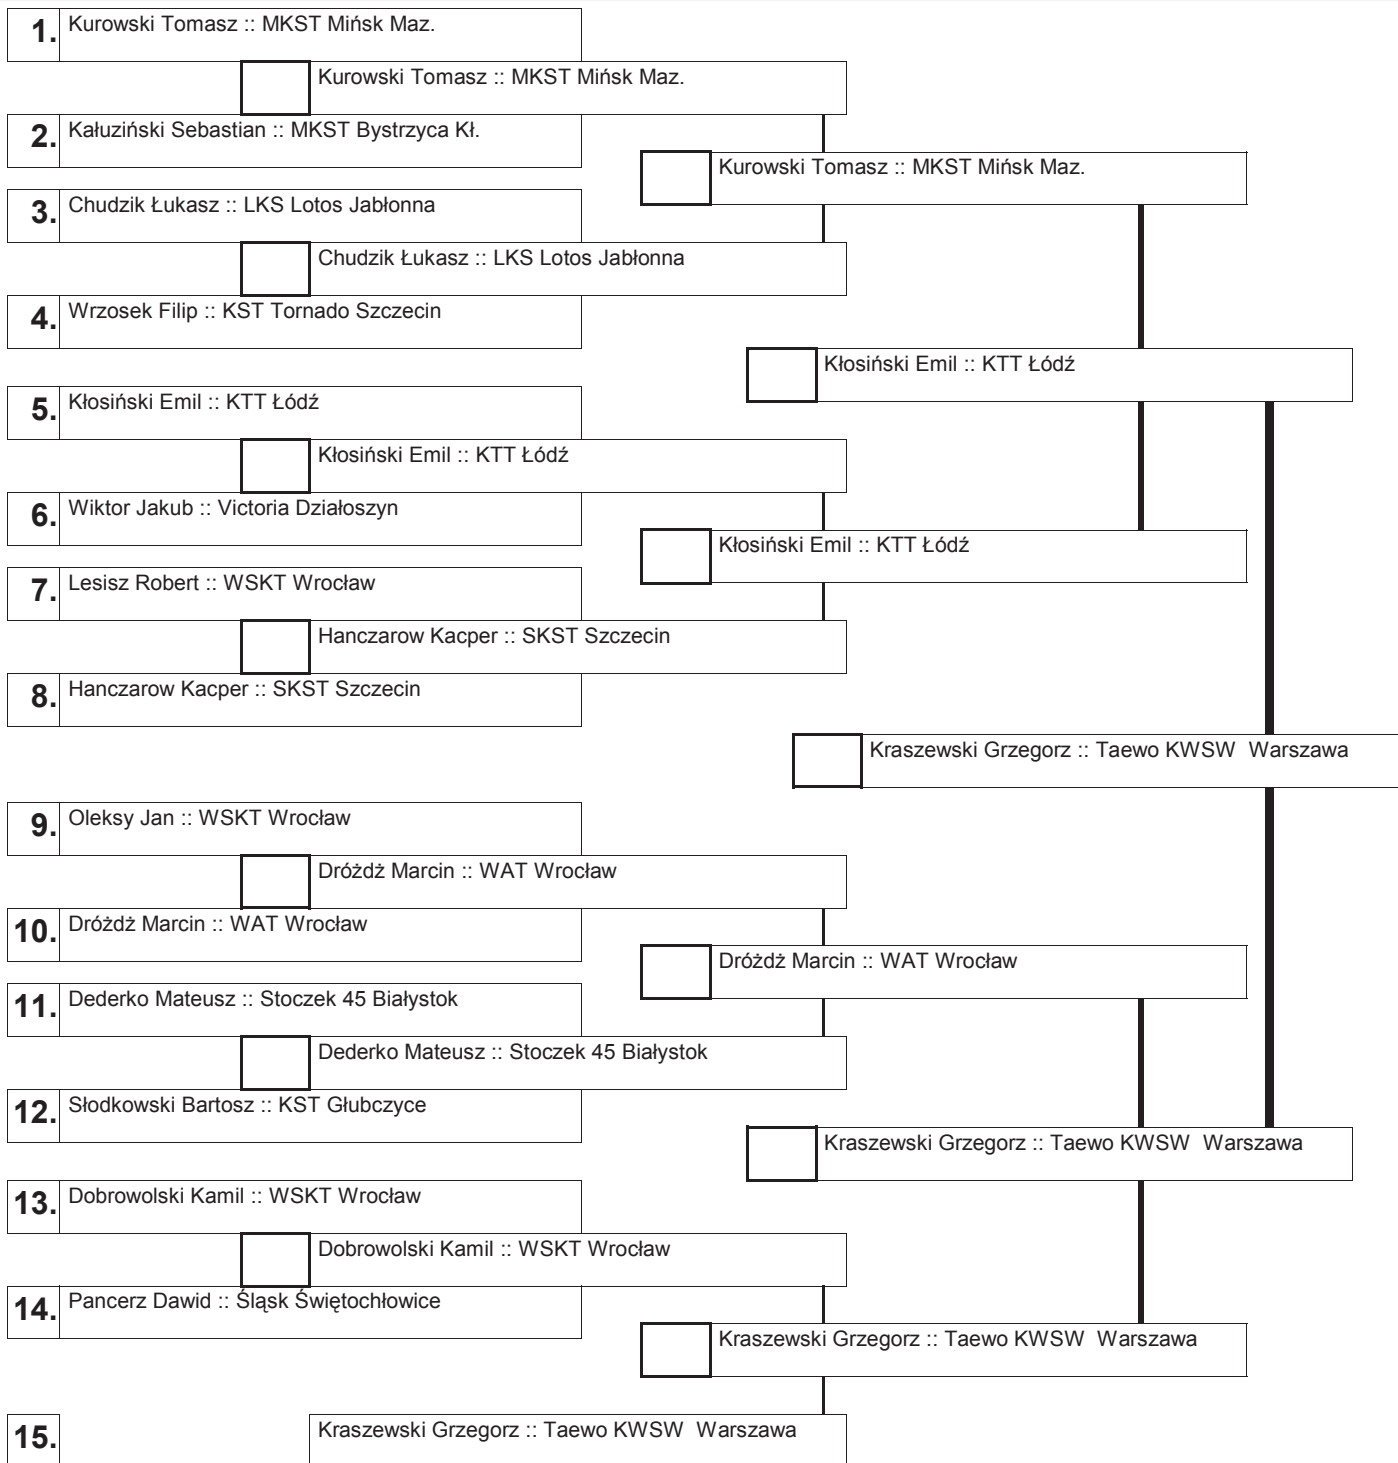 1. Kurowski Tomasz :: MKST Mińsk Maz.
Kurowski Tomasz :: MKST Mińsk Maz.
2. Kałuziński Sebastian :: MKST Bystrzyca Kł.
Kurowski Tomasz :: MKST Mińsk Maz.
3. Chudzik Łukasz :: LKS Lotos Jabłonna
Chudzik Łukasz :: LKS Lotos Jabłonna
4. Wrzosek Filip :: KST Tornado Szczecin
Kłosiński Emil :: KTT Łódź
5. Kłosiński Emil :: KTT Łódź
Kłosiński Emil :: KTT Łódź
6. Wiktor Jakub :: Victoria Działoszyn
Kłosiński Emil :: KTT Łódź
7. Lesisz Robert :: WSKT Wrocław
Hanczarow Kacper :: SKST Szczecin
8. Hanczarow Kacper :: SKST Szczecin
Kraszewski Grzegorz :: Taewo KWSW  Warszawa
9. Oleksy Jan :: WSKT Wrocław
Dróżdż Marcin :: WAT Wrocław
10. Dróżdż Marcin :: WAT Wrocław
Dróżdż Marcin :: WAT Wrocław
11. Dederko Mateusz :: Stoczek 45 Białystok
Dederko Mateusz :: Stoczek 45 Białystok
12. Słodkowski Bartosz :: KST Głubczyce
Kraszewski Grzegorz :: Taewo KWSW  Warszawa
13. Dobrowolski Kamil :: WSKT Wrocław
Dobrowolski Kamil :: WSKT Wrocław
14. Pancerz Dawid :: Śląsk Świętochłowice
Kraszewski Grzegorz :: Taewo KWSW  Warszawa
15. Kraszewski Grzegorz :: Taewo KWSW  Warszawa